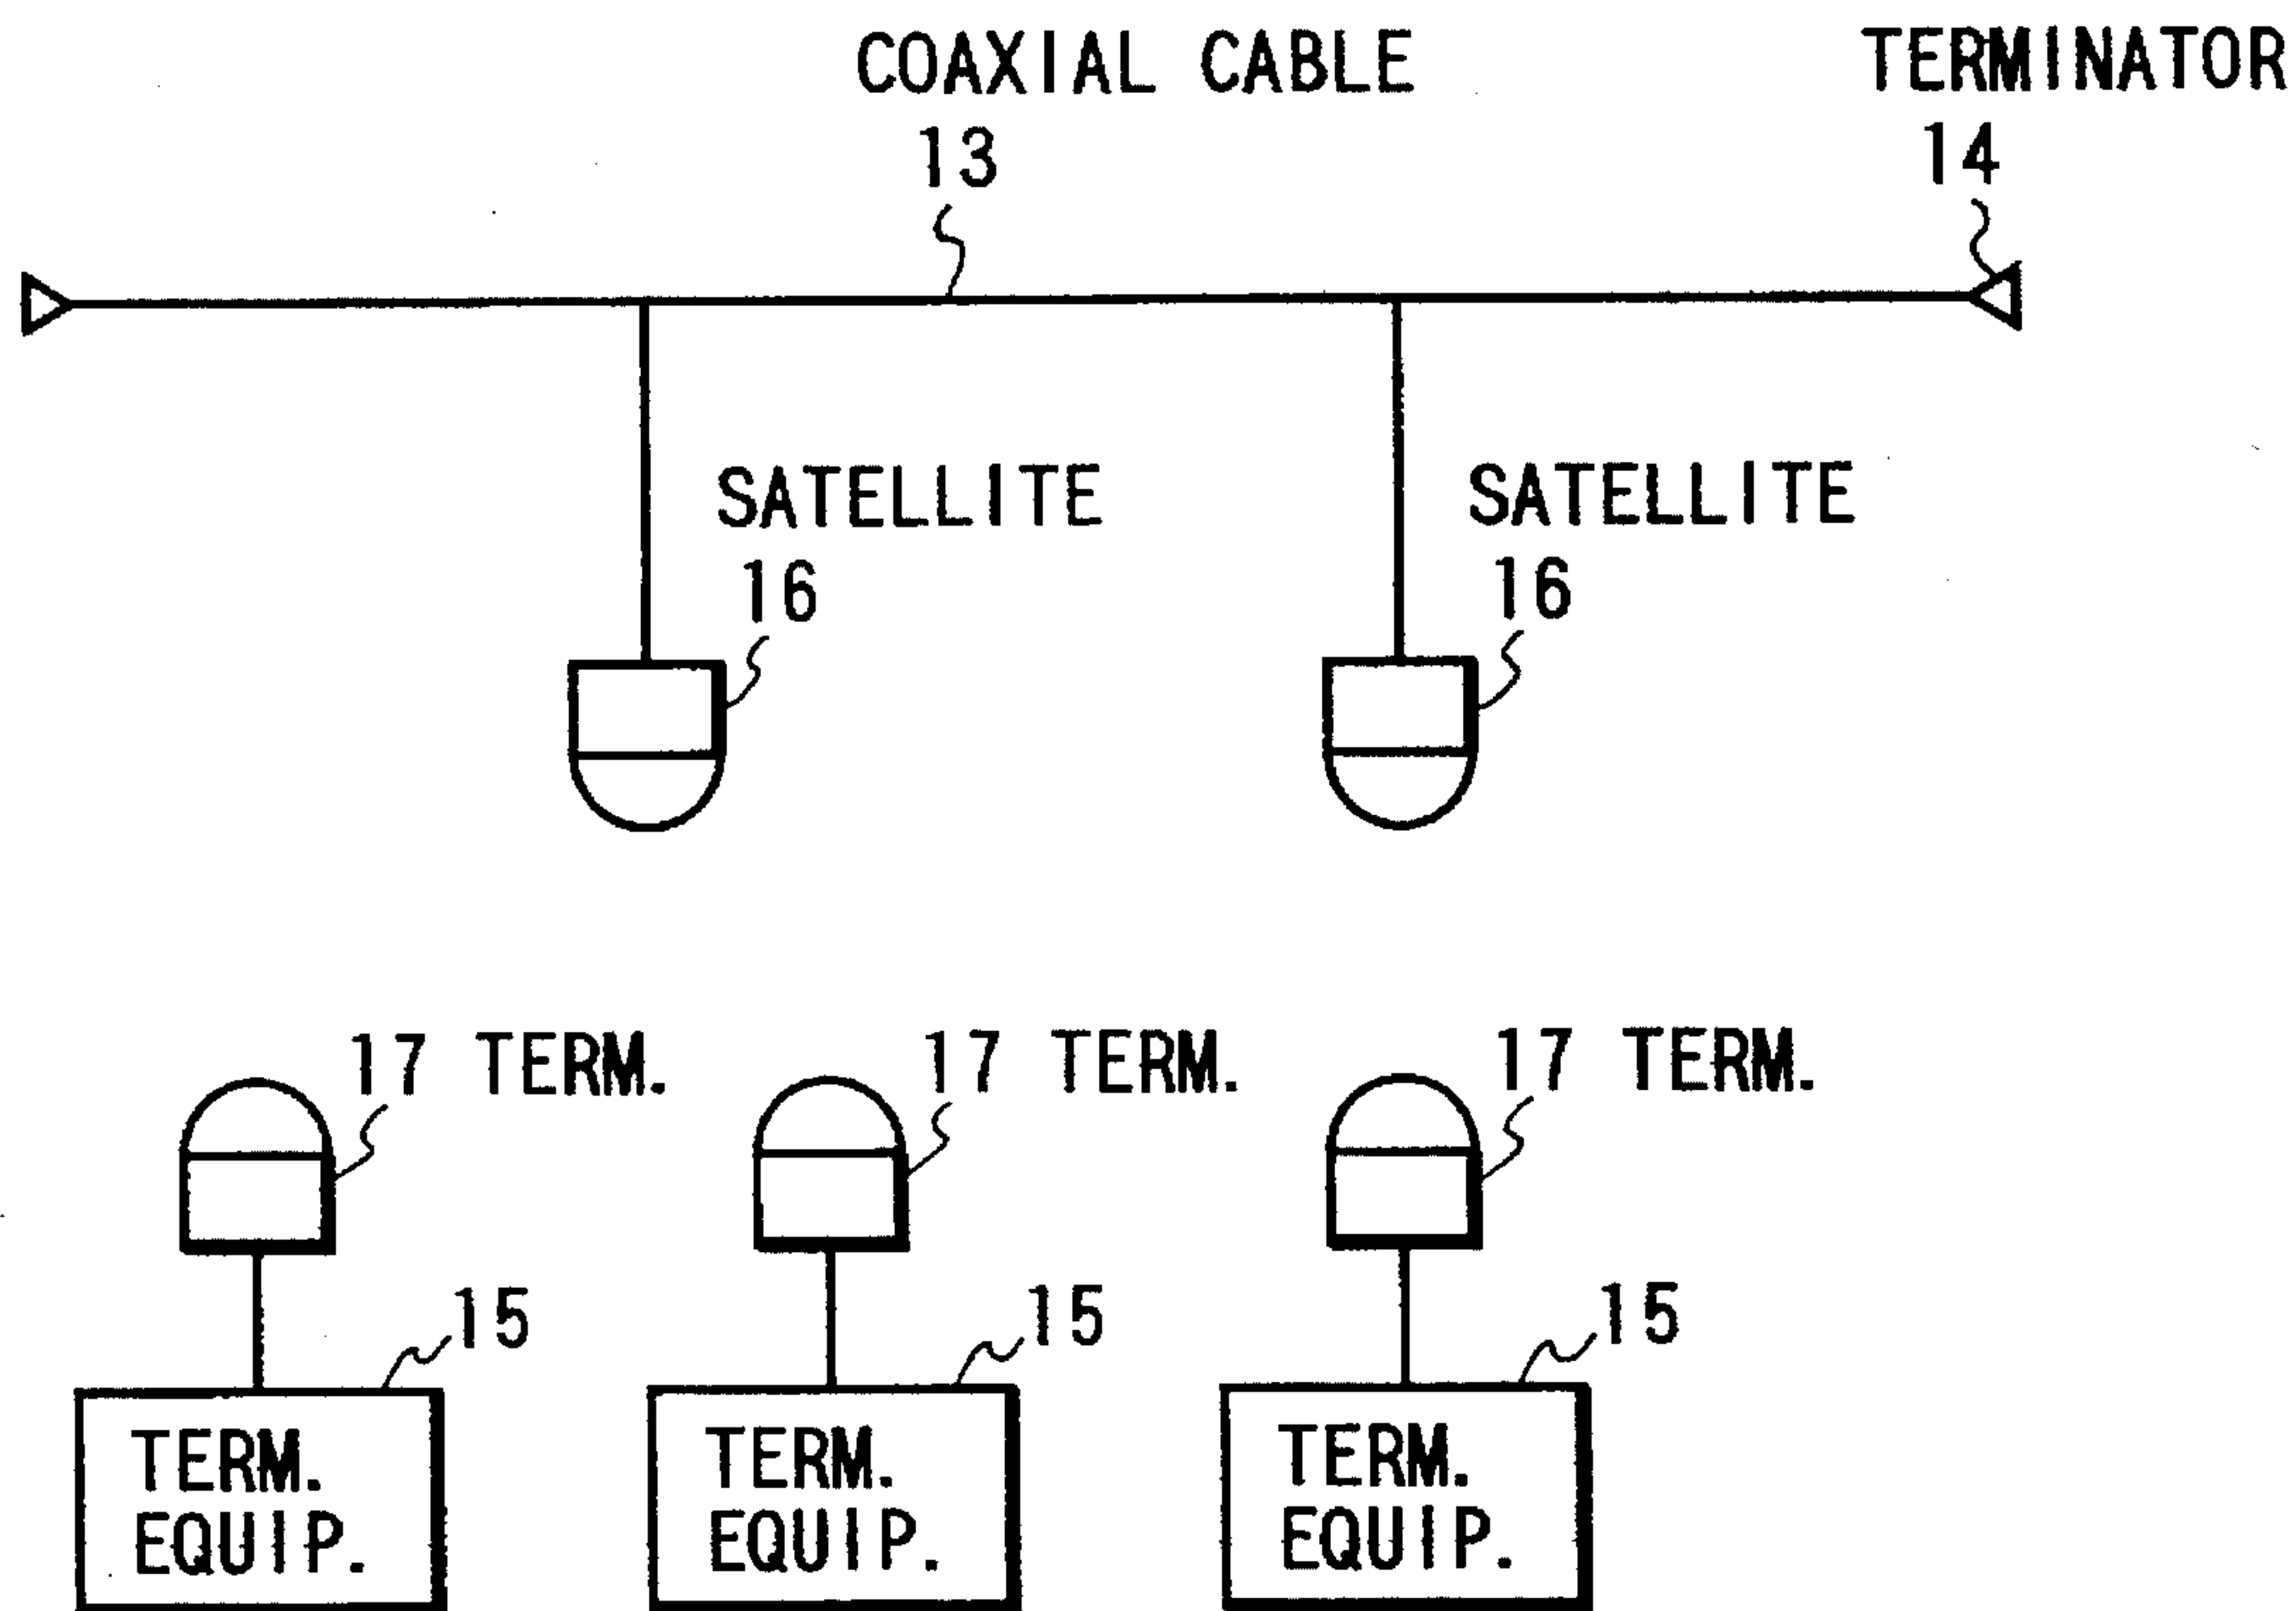 COAXIAL CABLE
13
TERMINATOR
14
SATELLITE
16
SATELLITE
16
17 TERM.
17 TERM.
17 TERM.
15
15
15
TERM.
EQUIP.
TERM.
EQUIP.
TERM.
EQUIP.